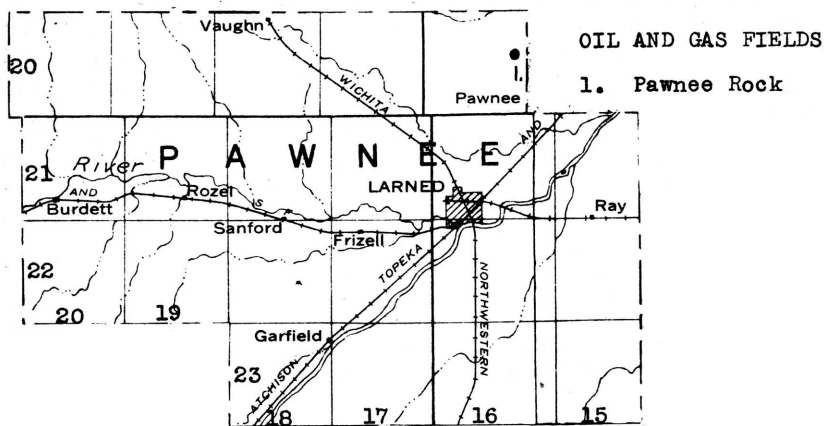 Vaughn
OIL AND GAS FIELDS
20
1.
1. Pawnee Rock
WICHITA
Pawnee
AND
PAWNEE
21
River
LARNED
AND
Rozel
S. F.
Burdett
Ray
Sanford
Frizell
22
TOPEKA
NORTHWESTERN
20
19
Garfield
23
ATCHISON
18
17
16
15